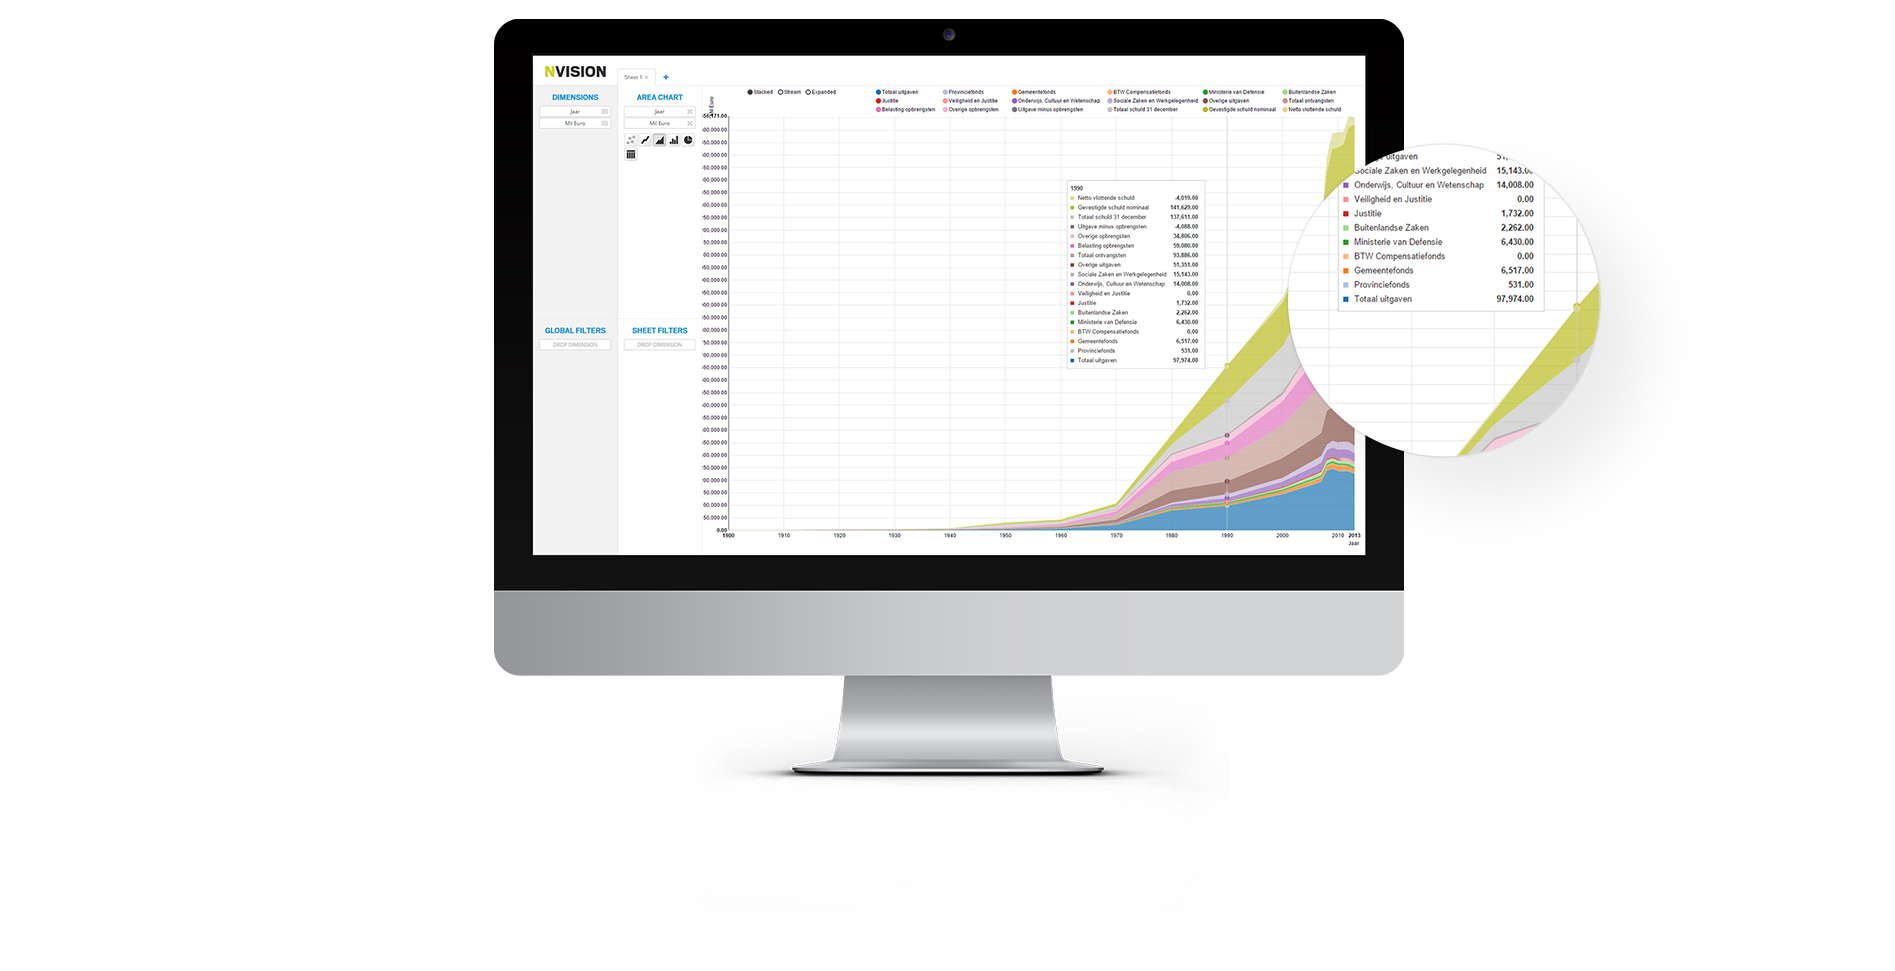 NVISION
Sheet 1 ×
+
DIMENSIONS
Jaar
Mil Euro
GLOBAL FILTERS
DROP DIMENSION
AREA CHART
Jaar
Mil Euro
SHEET FILTERS
DROP DIMENSION
Stacked Stream Expanded
Totaal uitgaven Provinciefonds Gemeentefonds BTW Compensatiefonds Ministerie van Defensie Buitenlandse Zaken
Justitie Veiligheid en Justitie Onderwijs, Cultuur en Wetenschap Sociale Zaken en Werkgelegenheid Overige uitgaven Totaal ontvangsten
Belasting opbrengsten Overige opbrengsten Uitgave minus opbrengsten Totaal schuld 31 december Gevestigde schuld nominaal Netto vlottende schuld
1990
Netto vlottende schuld -4,019.00
Gevestigde schuld nominaal 141,629.00
Totaal schuld 31 december 137,611.00
Uitgave minus opbrengsten -4,088.00
Overige opbrengsten 34,806.00
Belasting opbrengsten 59,080.00
Totaal ontvangsten 93,886.00
Overige uitgaven 51,351.00
Sociale Zaken en Werkgelegenheid 15,143.00
Onderwijs, Cultuur en Wetenschap 14,008.00
Veiligheid en Justitie 0.00
Justitie 1,732.00
Buitenlandse Zaken 2,262.00
Ministerie van Defensie 6,430.00
BTW Compensatiefonds 0.00
Gemeentefonds 6,517.00
Provinciefonds 531.00
Totaal uitgaven 97,974.00
0.00
1900 1910 1920 1930 1940 1950 1960 1970 1980 1990 2000 2010 2013
Jaar
uitgaven
Sociale Zaken en Werkgelegenheid 15,143.00
Onderwijs, Cultuur en Wetenschap 14,008.00
Veiligheid en Justitie 0.00
Justitie 1,732.00
Buitenlandse Zaken 2,262.00
Ministerie van Defensie 6,430.00
BTW Compensatiefonds 0.00
Gemeentefonds 6,517.00
Provinciefonds 531.00
Totaal uitgaven 97,974.00